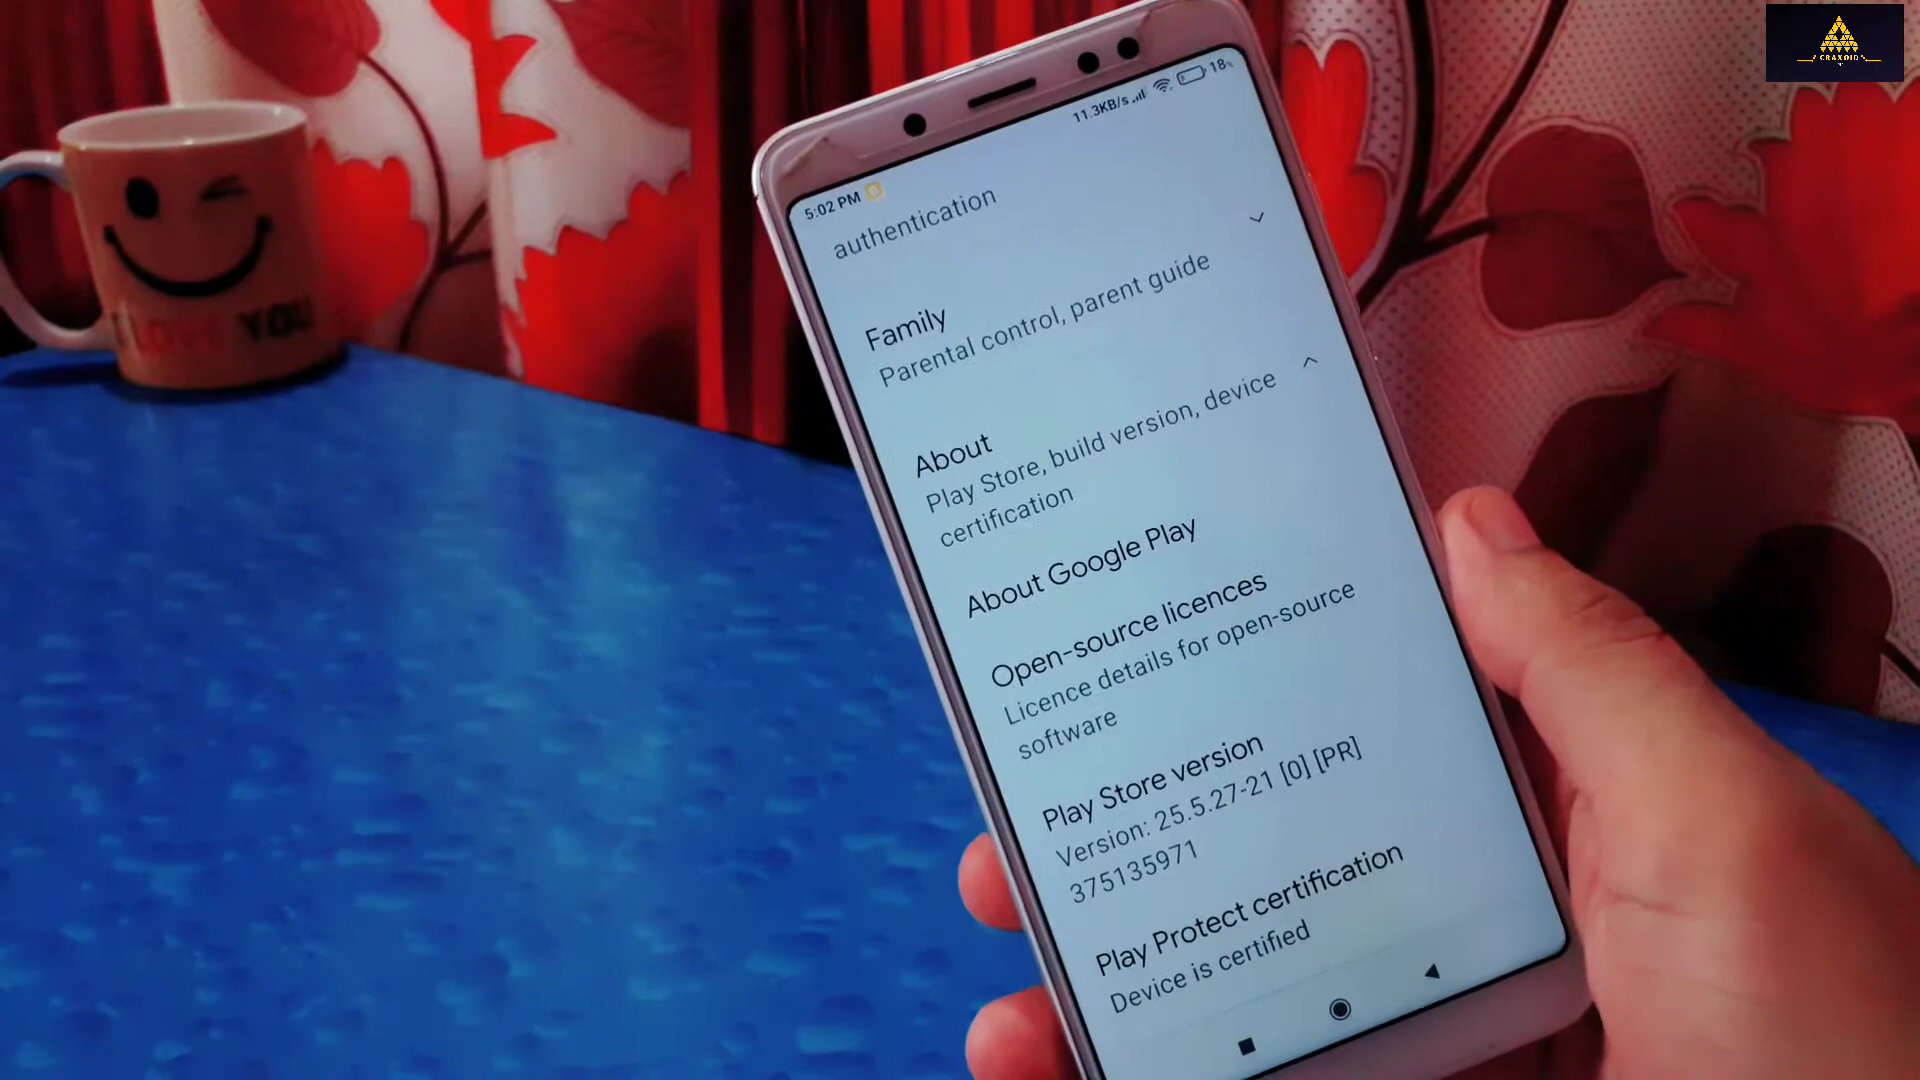 CRAXOID
I LOVE YOU
5:02 PM
11.3KB/s
18%
authentication
Family
Parental control, parent guide
About
Play Store, build version, device
certification
About Google Play
Open-source licences
Licence details for open-source
software
Play Store version
Version: 25.5.27-21 [0] [PR]
375135971
Play Protect certification
Device is certified